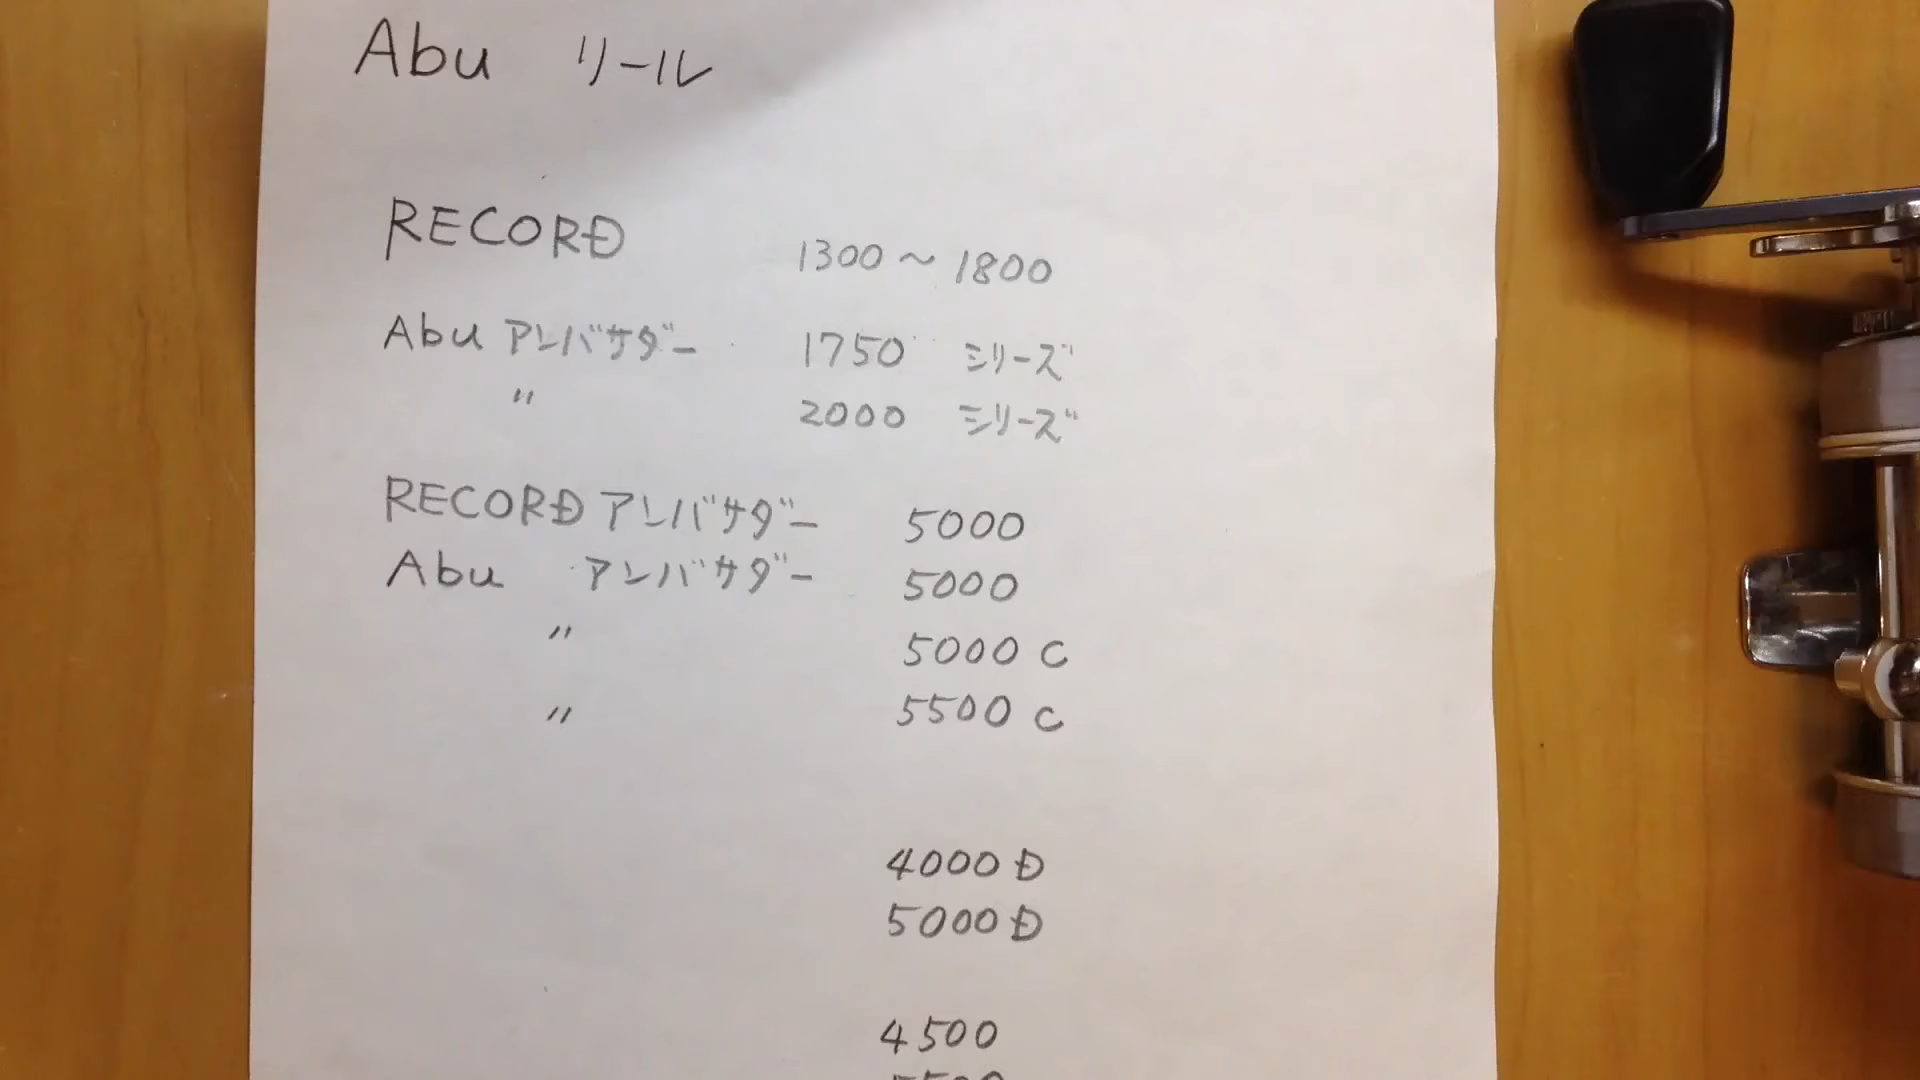 Abu リール
RECORD 1300～1800
Abu アンバサダー 1750 シリーズ
〃 2000 シリーズ
RECORD アンバサダー 5000
Abu アンバサダー 5000
〃 5000 C
〃 5500 C
4000 D
5000 D
4500